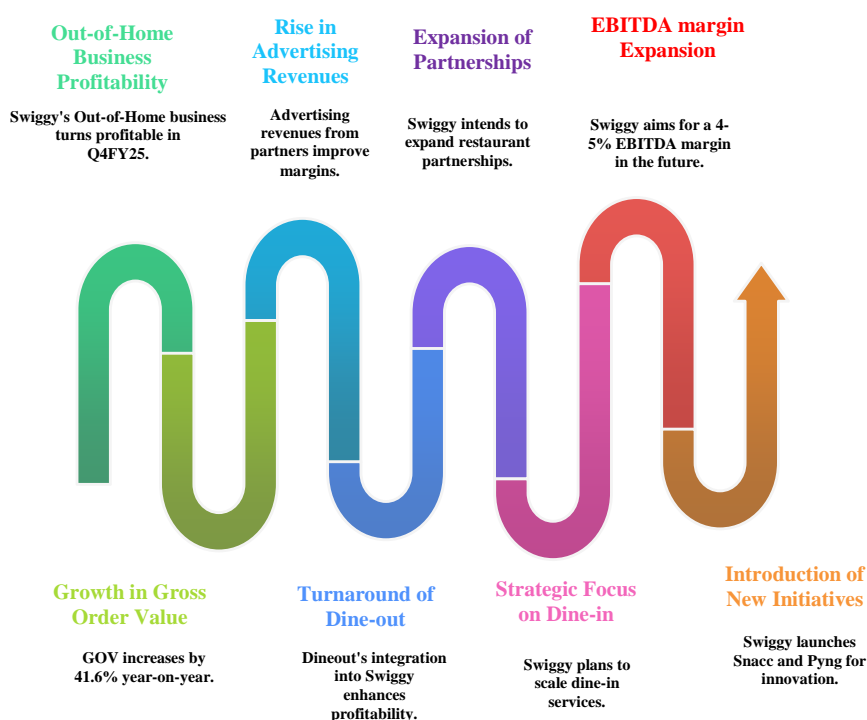 Out-of-Home
Business
Profitability
Swiggy's Out-of-Home business
turns profitable in
Q4FY25.
Rise in
Advertising
Revenues
Advertising
revenues from
partners improve
margins.
Expansion of
Partnerships
Swiggy intends to
expand restaurant
partnerships.
EBITDA margin
Expansion
Swiggy aims for a 4-
5% EBITDA margin
in the future.
Growth in Gross
Order Value
GOV increases by
41.6% year-on-year.
Turnaround of
Dine-out
Dineout's integration
into Swiggy
enhances
profitability.
Strategic Focus
on Dine-in
Swiggy plans to
scale dine-in
services.
Introduction of
New Initiatives
Swiggy launches
Snacc and Pyng for
innovation.